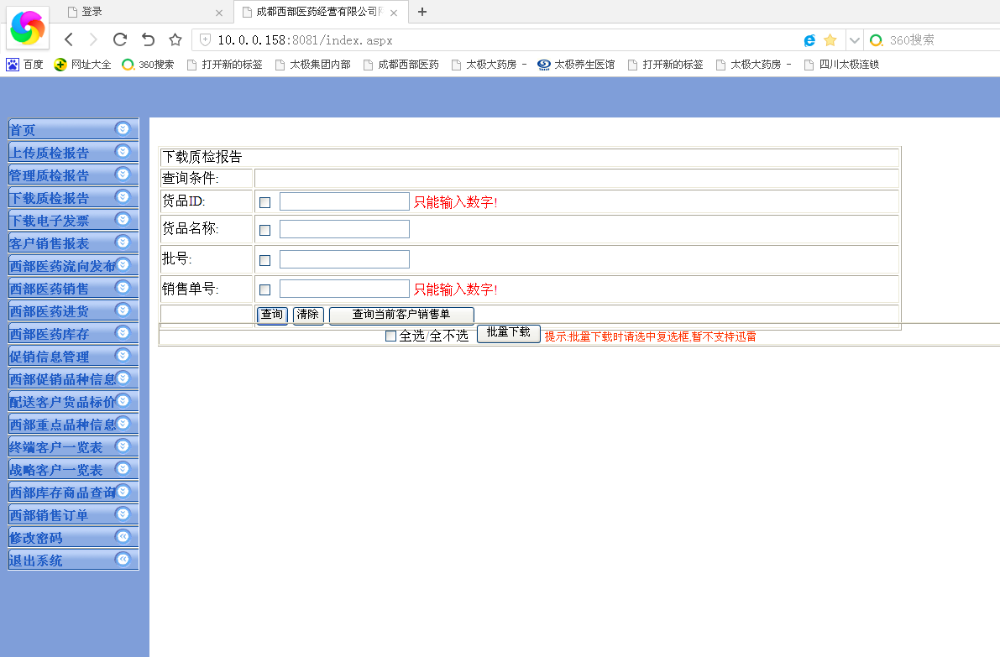 登录
成都西部医药经营有限公司
10.0.0.158:8081/index.aspx
360搜索
百度 网址大全 360搜索 打开新的标签 太极集团内部 成都西部医药 太极大药房 - 太极养生医馆 打开新的标签 太极大药房 - 四川太极连锁
首页
上传质检报告
管理质检报告
下载质检报告
下载电子发票
客户销售报表
西部医药流向发布
西部医药销售
西部医药进货
西部医药库存
促销信息管理
西部促销品种信息
配送客户货品标价
西部重点品种信息
终端客户一览表
战略客户一览表
西部库存商品查询
西部销售订单
修改密码
退出系统
下载质检报告
查询条件:
货品ID: 只能输入数字!
货品名称:
批号:
销售单号: 只能输入数字!
查询 清除 查询当前客户销售单
全选/全不选 批量下载 提示:批量下载时请选中复选框,暂不支持迅雷